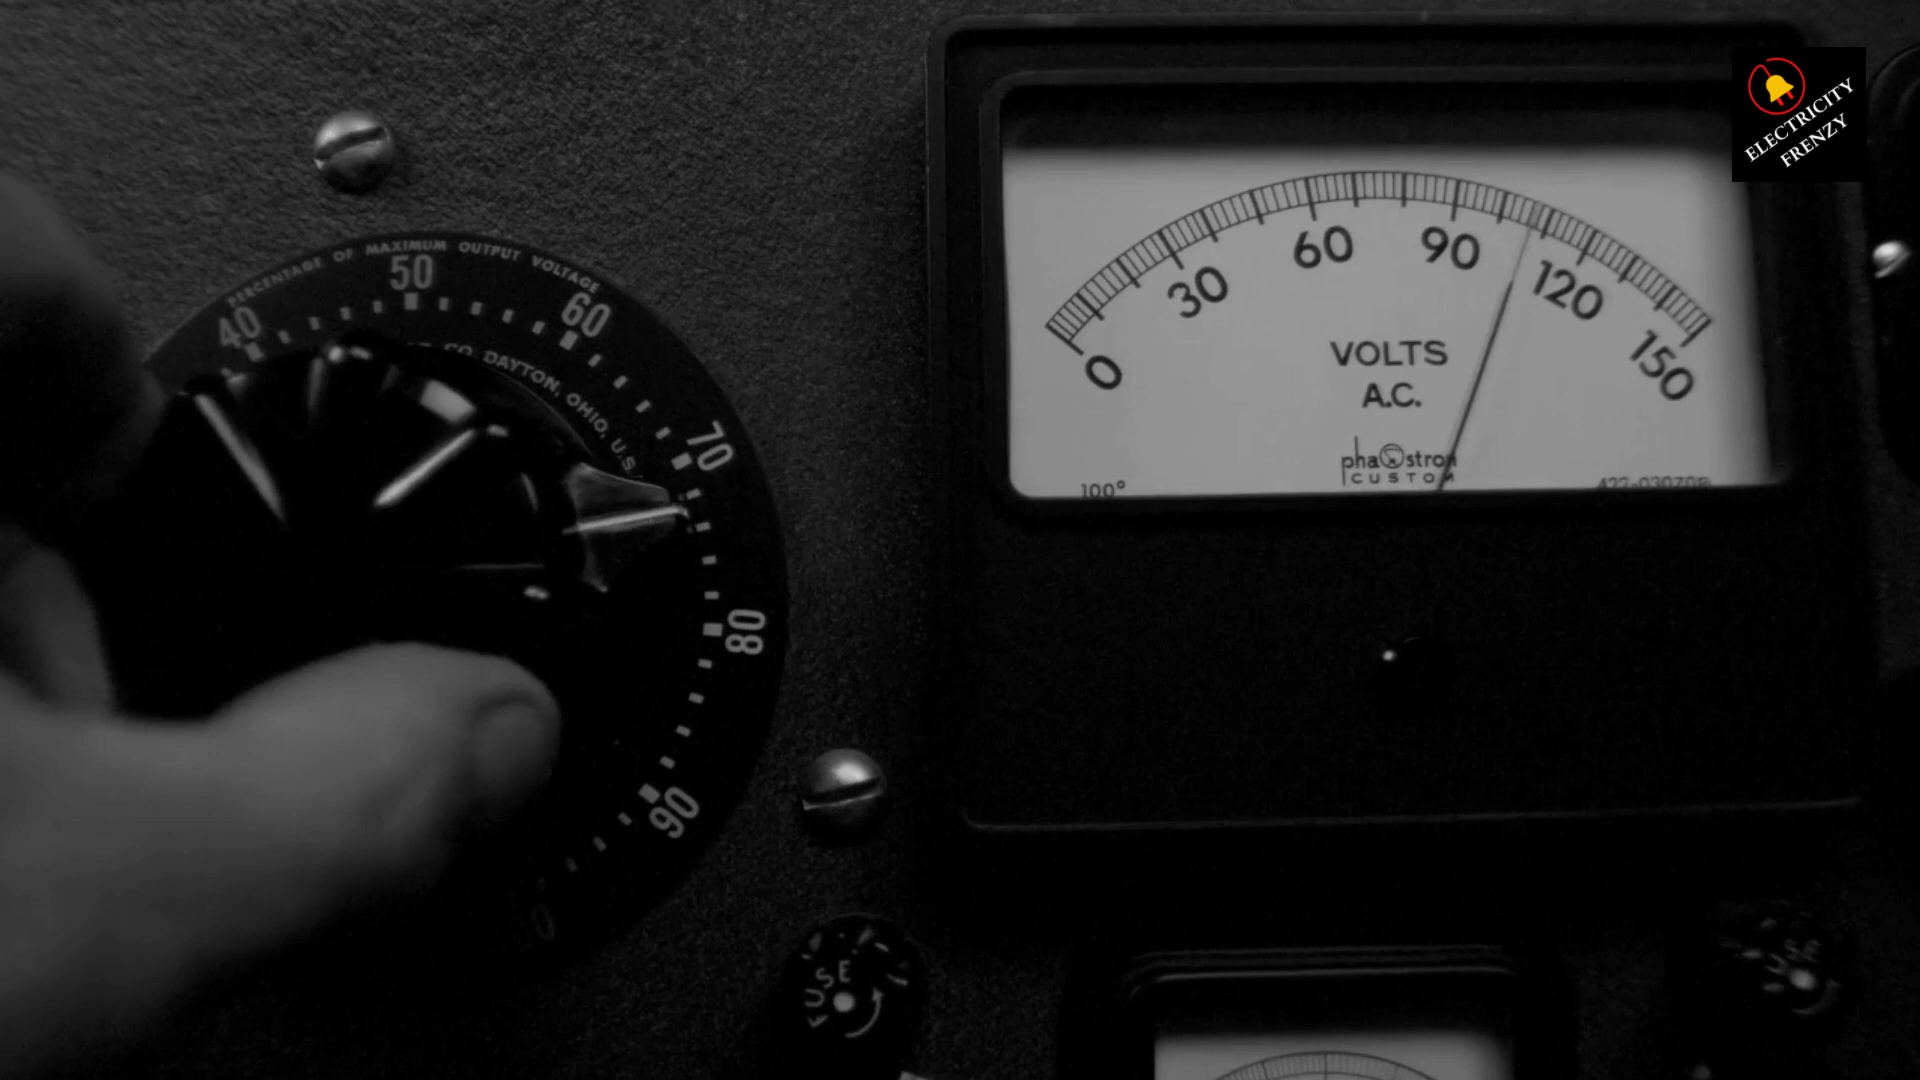 PERCENTAGE OF MAXIMUM OUTPUT VOLTAGE
40
50
60
70
80
90
CO. DAYTON, OHIO, U.S.
0
30
60
90
120
150
VOLTS
A.C.
phaostron
CUSTOM
100°
FUSE
ELECTRICITY
FRENZY